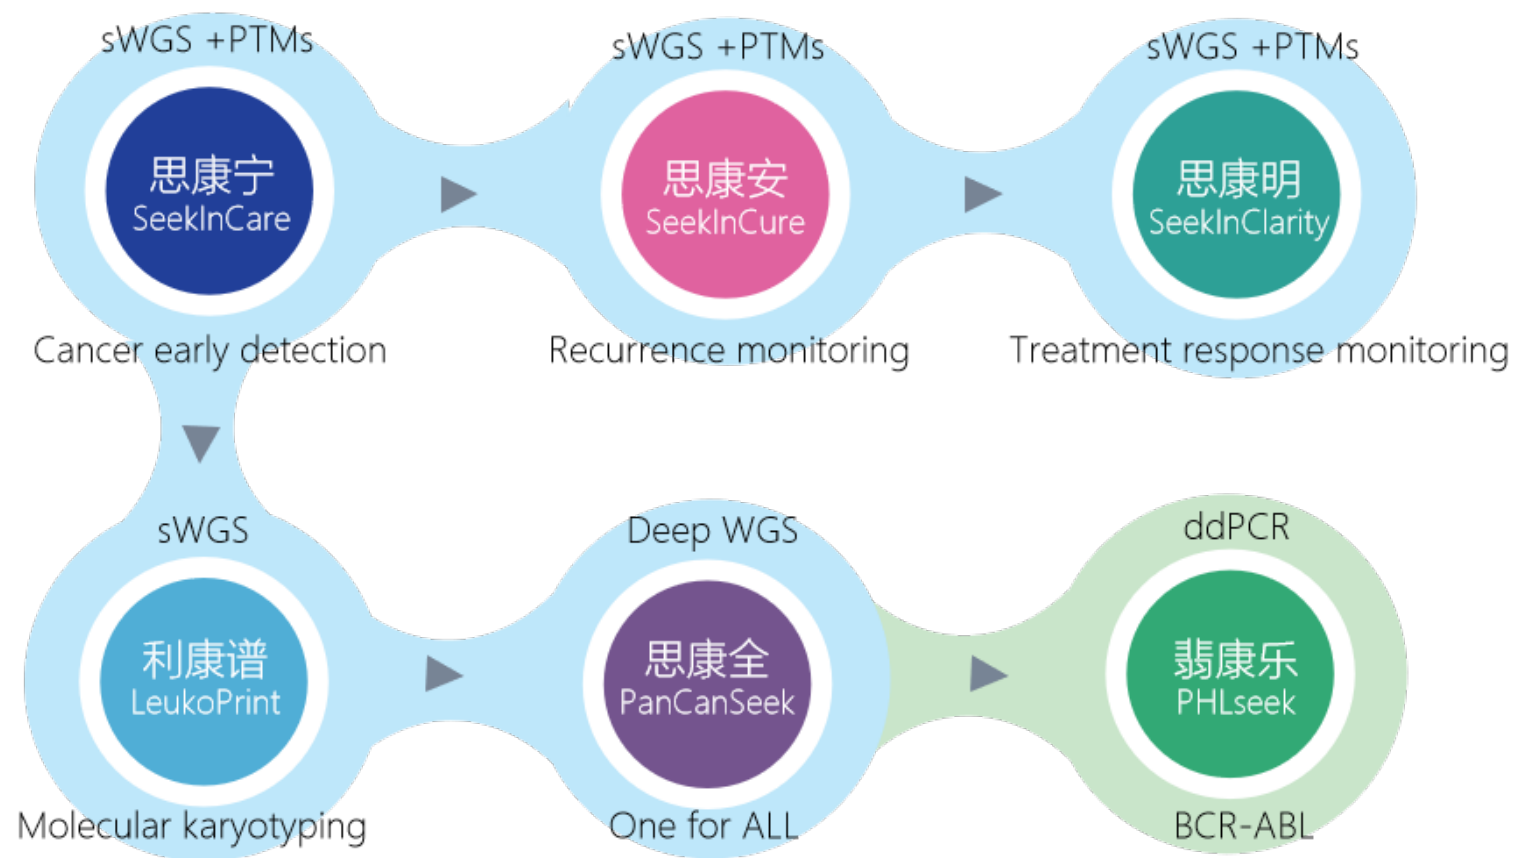 sWGS +PTMs
思康宁
SeekInCare
Cancer early detection
sWGS +PTMs
思康安
SeekInCure
Recurrence monitoring
sWGS +PTMs
思康明
SeekInClarity
Treatment response monitoring
sWGS
利康谱
LeukoPrint
Molecular karyotyping
Deep WGS
思康全
PanCanSeek
One for ALL
ddPCR
翡康乐
PHLseek
BCR-ABL